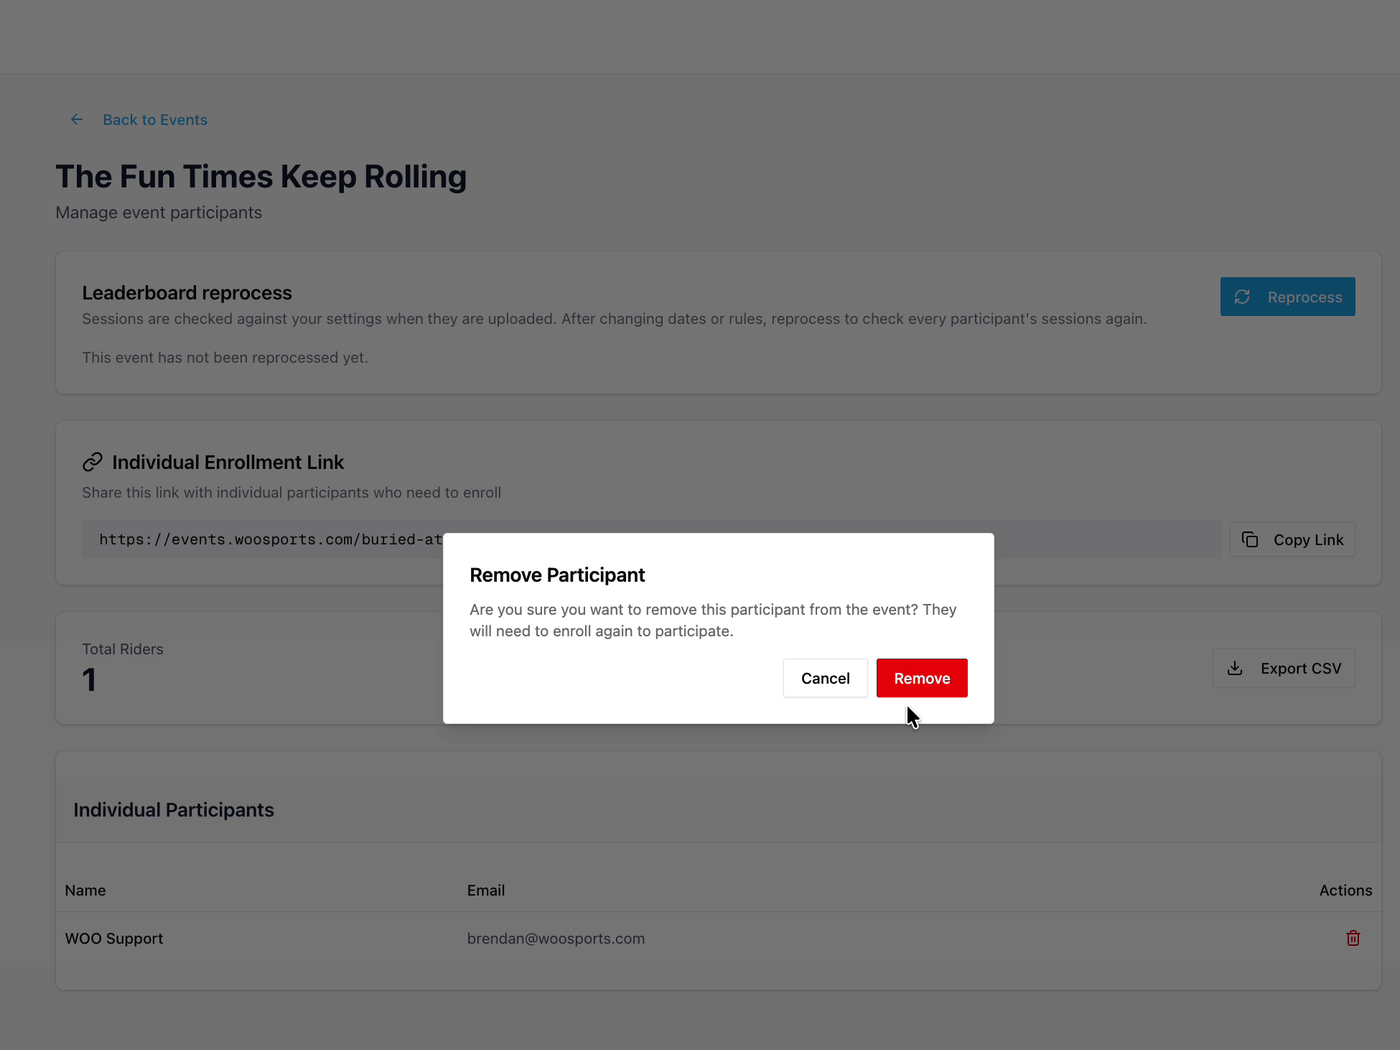 Back to Events
The Fun Times Keep Rolling
Manage event participants
Leaderboard reprocess
Reprocess
Sessions are checked against your settings when they are uploaded. After changing dates or rules, reprocess to check every participant's sessions again.
This event has not been reprocessed yet.
Individual Enrollment Link
Share this link with individual participants who need to enroll
https://events.woosports.com/buried-at
Copy Link
Remove Participant
Are you sure you want to remove this participant from the event? They
will need to enroll again to participate.
Cancel
Remove
Total Riders
1
Export CSV
Individual Participants
Name
Email
Actions
WOO Support
brendan@woosports.com